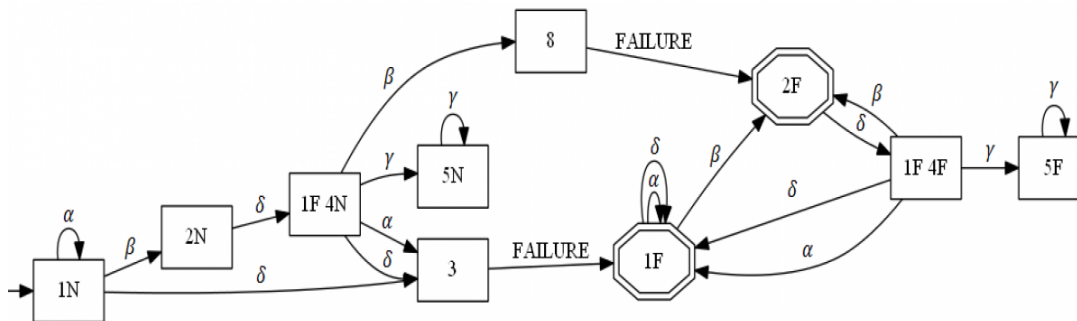 8
FAILURE
2F
β
β
δ
γ
γ
5N
γ
1F 4F
γ
5F
δ
α
β
δ
1F 4N
α
δ
2N
δ
α
β
3
FAILURE
1F
α
1N
δ